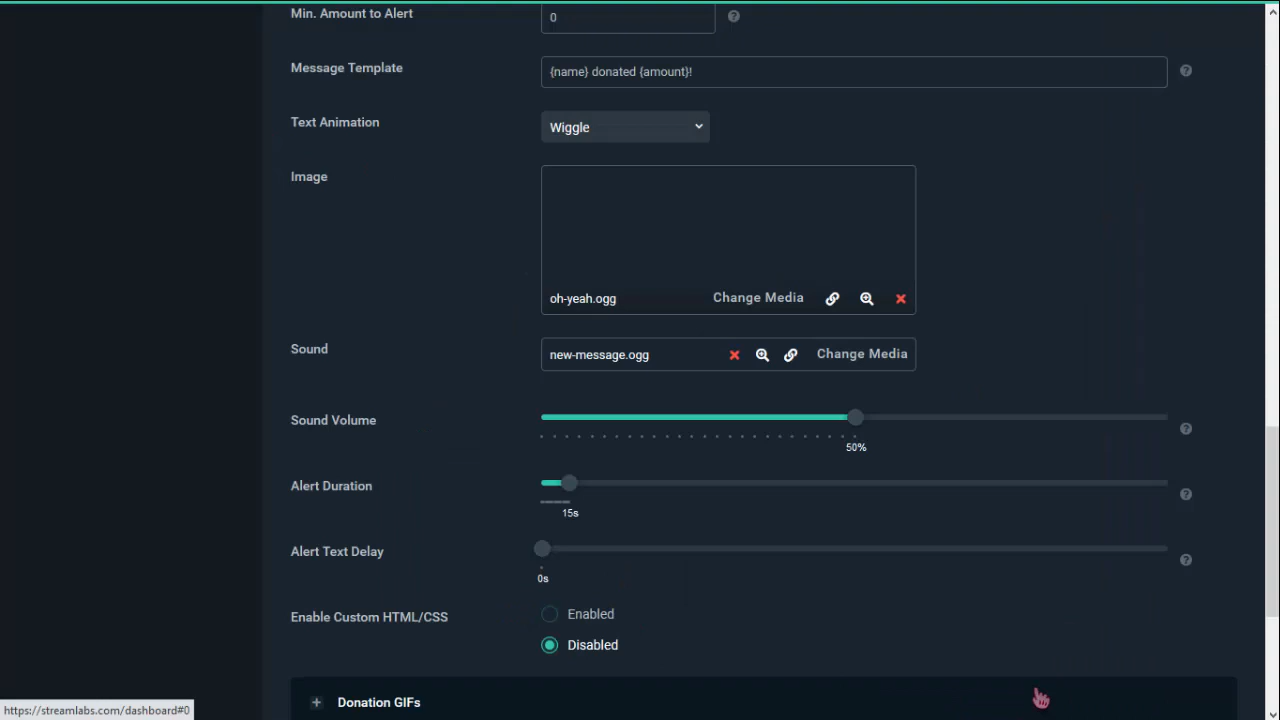 Min. Amount to Alert
0
Message Template
{name} donated {amount}!
Text Animation
Wiggle
Image
oh-yeah.ogg
Change Media
Sound
new-message.ogg
Change Media
Sound Volume
50%
Alert Duration
15s
Alert Text Delay
0s
Enable Custom HTML/CSS
Enabled
Disabled
Donation GIFs
https://streamlabs.com/dashboard#0